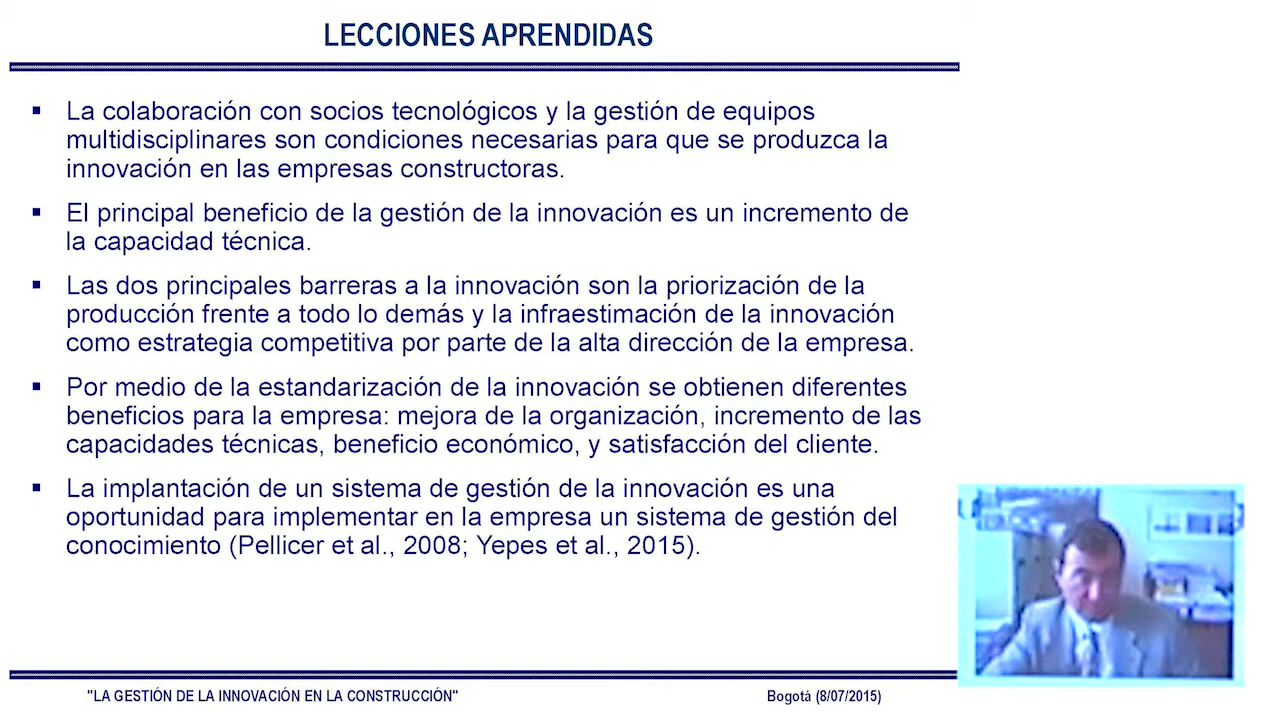 LECCIONES APRENDIDAS
▪ La colaboración con socios tecnológicos y la gestión de equipos
multidisciplinares son condiciones necesarias para que se produzca la
innovación en las empresas constructoras.
▪ El principal beneficio de la gestión de la innovación es un incremento de
la capacidad técnica.
▪ Las dos principales barreras a la innovación son la priorización de la
producción frente a todo lo demás y la infraestimación de la innovación
como estrategia competitiva por parte de la alta dirección de la empresa.
▪ Por medio de la estandarización de la innovación se obtienen diferentes
beneficios para la empresa: mejora de la organización, incremento de las
capacidades técnicas, beneficio económico, y satisfacción del cliente.
▪ La implantación de un sistema de gestión de la innovación es una
oportunidad para implementar en la empresa un sistema de gestión del
conocimiento (Pellicer et al., 2008; Yepes et al., 2015).
"LA GESTIÓN DE LA INNOVACIÓN EN LA CONSTRUCCIÓN"
Bogotá (8/07/2015)